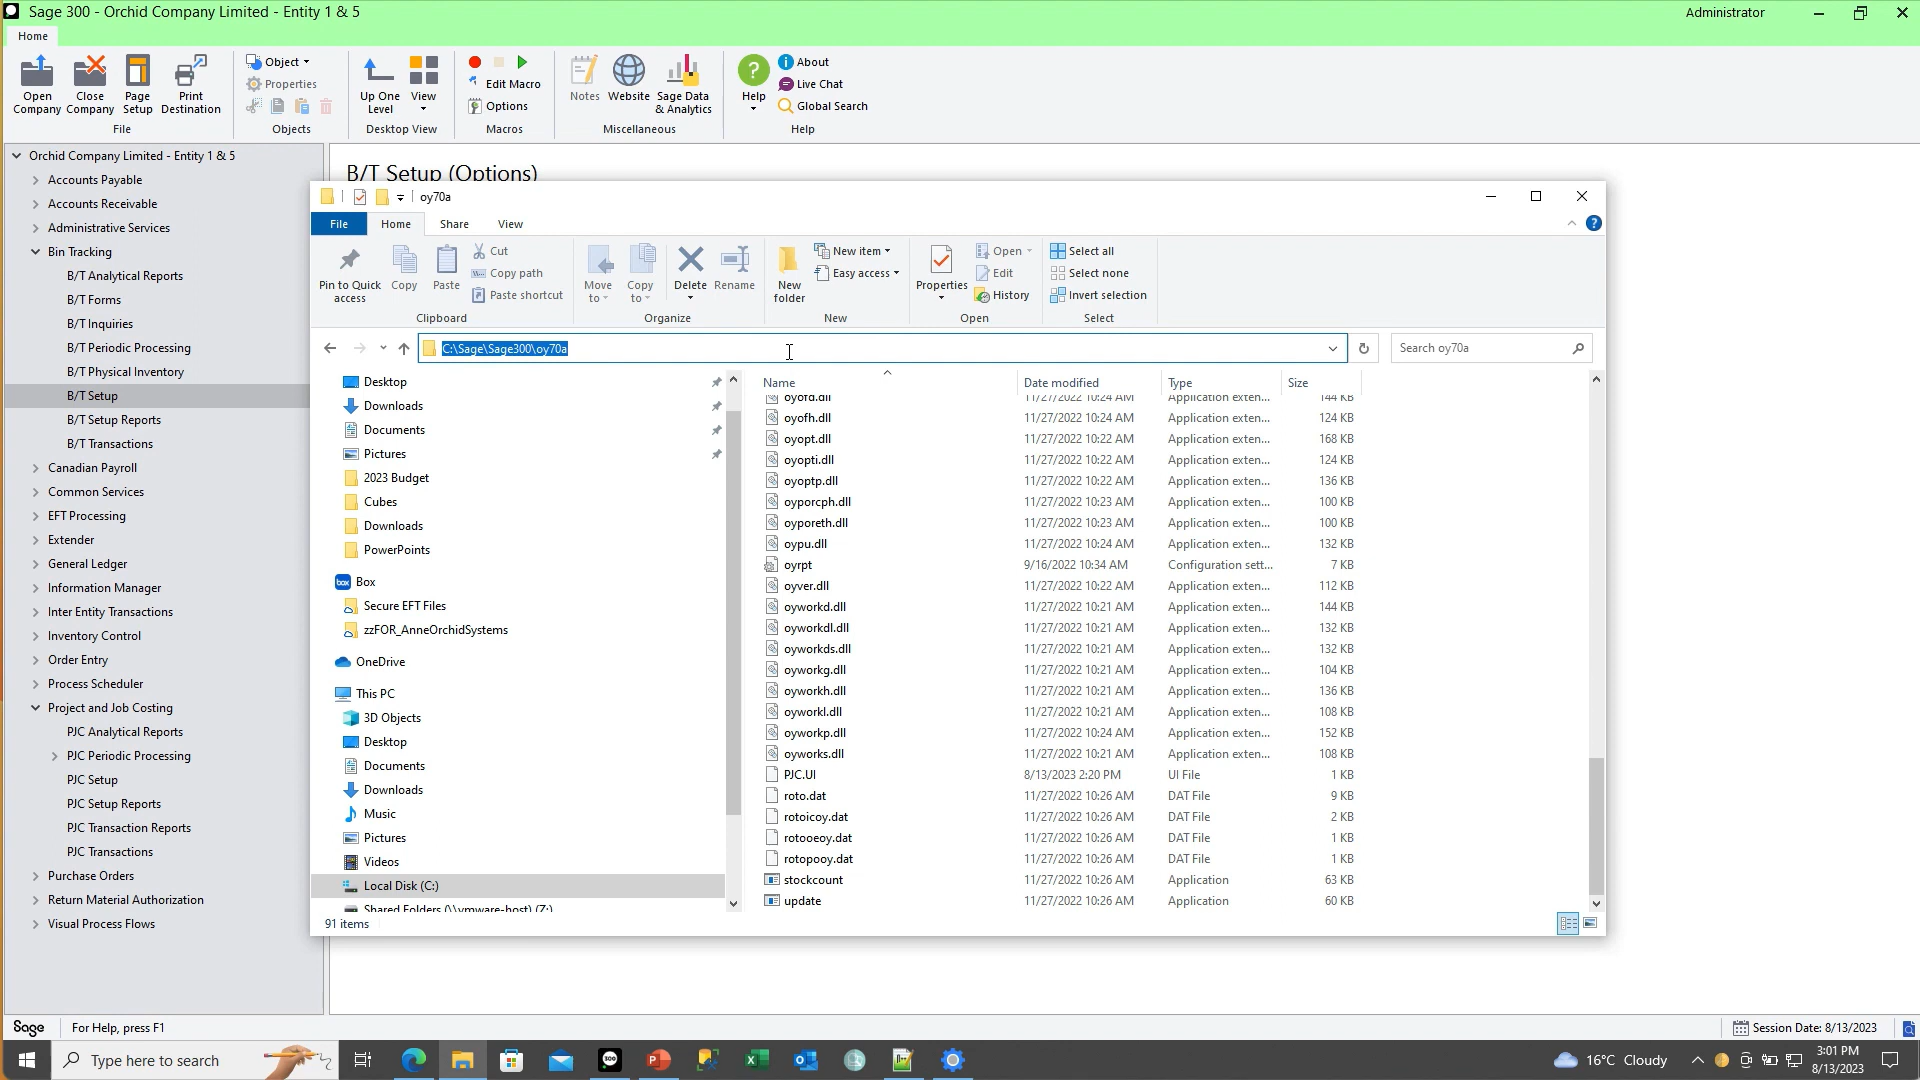 Sage 300 - Orchid Company Limited - Entity 1 & 5
Administrator
Home
Open Company
Close Company
Page Setup
Print Destination
File
Object
Properties
Objects
Up One Level
View
Desktop View
Edit Macro
Options
Macros
Notes
Website
Sage Data & Analytics
Miscellaneous
Help
About
Live Chat
Global Search
Help
Orchid Company Limited - Entity 1 & 5
Accounts Payable
Accounts Receivable
Administrative Services
Bin Tracking
B/T Analytical Reports
B/T Forms
B/T Inquiries
B/T Periodic Processing
B/T Physical Inventory
B/T Setup
B/T Setup Reports
B/T Transactions
Canadian Payroll
Common Services
EFT Processing
Extender
General Ledger
Information Manager
Inter Entity Transactions
Inventory Control
Order Entry
Process Scheduler
Project and Job Costing
PJC Analytical Reports
PJC Periodic Processing
PJC Setup
PJC Setup Reports
PJC Transaction Reports
PJC Transactions
Purchase Orders
Return Material Authorization
Visual Process Flows
B/T Setup (Options)
oy70a
File Home Share View
Pin to Quick access
Copy
Paste
Cut
Copy path
Paste shortcut
Clipboard
Move to
Copy to
Delete
Rename
Organize
New folder
New item
Easy access
New
Properties
Open
Edit
History
Open
Select all
Select none
Invert selection
Select
C:\Sage\Sage300\oy70a
Search oy70a
Desktop
Downloads
Documents
Pictures
2023 Budget
Cubes
Downloads
PowerPoints
box Box
Secure EFT Files
zzFOR_AnneOrchidSystems
OneDrive
This PC
3D Objects
Desktop
Documents
Downloads
Music
Pictures
Videos
Local Disk (C:)
Shared Folders (\\vmware-host) (Z:)
Name Date modified Type Size
oyofd.dll 11/27/2022 10:24 AM Application exten... 144 KB
oyofh.dll 11/27/2022 10:24 AM Application exten... 124 KB
oyopt.dll 11/27/2022 10:22 AM Application exten... 168 KB
oyopti.dll 11/27/2022 10:22 AM Application exten... 124 KB
oyoptp.dll 11/27/2022 10:22 AM Application exten... 136 KB
oyporcph.dll 11/27/2022 10:23 AM Application exten... 100 KB
oyporeth.dll 11/27/2022 10:23 AM Application exten... 100 KB
oypu.dll 11/27/2022 10:24 AM Application exten... 132 KB
oyrpt 9/16/2022 10:34 AM Configuration sett... 7 KB
oyver.dll 11/27/2022 10:22 AM Application exten... 112 KB
oyworkd.dll 11/27/2022 10:21 AM Application exten... 144 KB
oyworkdl.dll 11/27/2022 10:21 AM Application exten... 132 KB
oyworkds.dll 11/27/2022 10:21 AM Application exten... 132 KB
oyworkg.dll 11/27/2022 10:21 AM Application exten... 104 KB
oyworkh.dll 11/27/2022 10:21 AM Application exten... 136 KB
oyworkl.dll 11/27/2022 10:21 AM Application exten... 108 KB
oyworkp.dll 11/27/2022 10:24 AM Application exten... 152 KB
oyworks.dll 11/27/2022 10:21 AM Application exten... 108 KB
PJC.UI 8/13/2023 2:20 PM UI File 1 KB
roto.dat 11/27/2022 10:26 AM DAT File 9 KB
rotoicoy.dat 11/27/2022 10:26 AM DAT File 2 KB
rotooeoy.dat 11/27/2022 10:26 AM DAT File 1 KB
rotopooy.dat 11/27/2022 10:26 AM DAT File 1 KB
stockcount 11/27/2022 10:26 AM Application 63 KB
update 11/27/2022 10:26 AM Application 60 KB
91 items
Sage
For Help, press F1
Session Date: 8/13/2023
Type here to search
300
16°C Cloudy
3:01 PM
8/13/2023